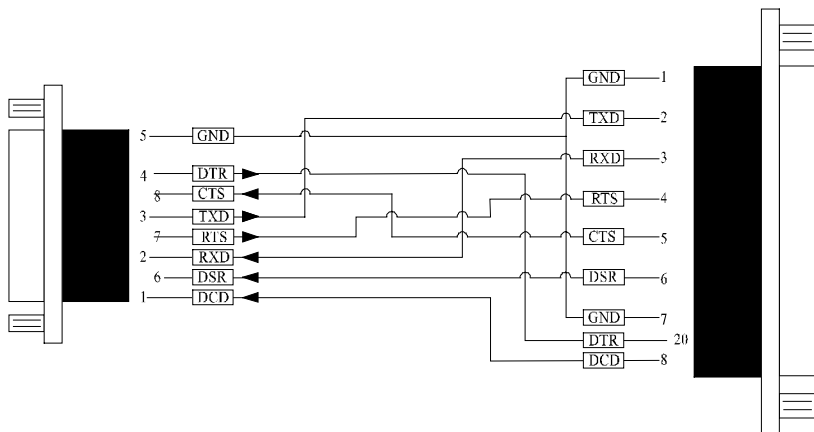 5 GND
4 DTR
8 CTS
3 TXD
7 RTS
2 RXD
6 DSR
1 DCD
GND 1
TXD 2
RXD 3
RTS 4
CTS 5
DSR 6
GND 7
DTR 20
DCD 8